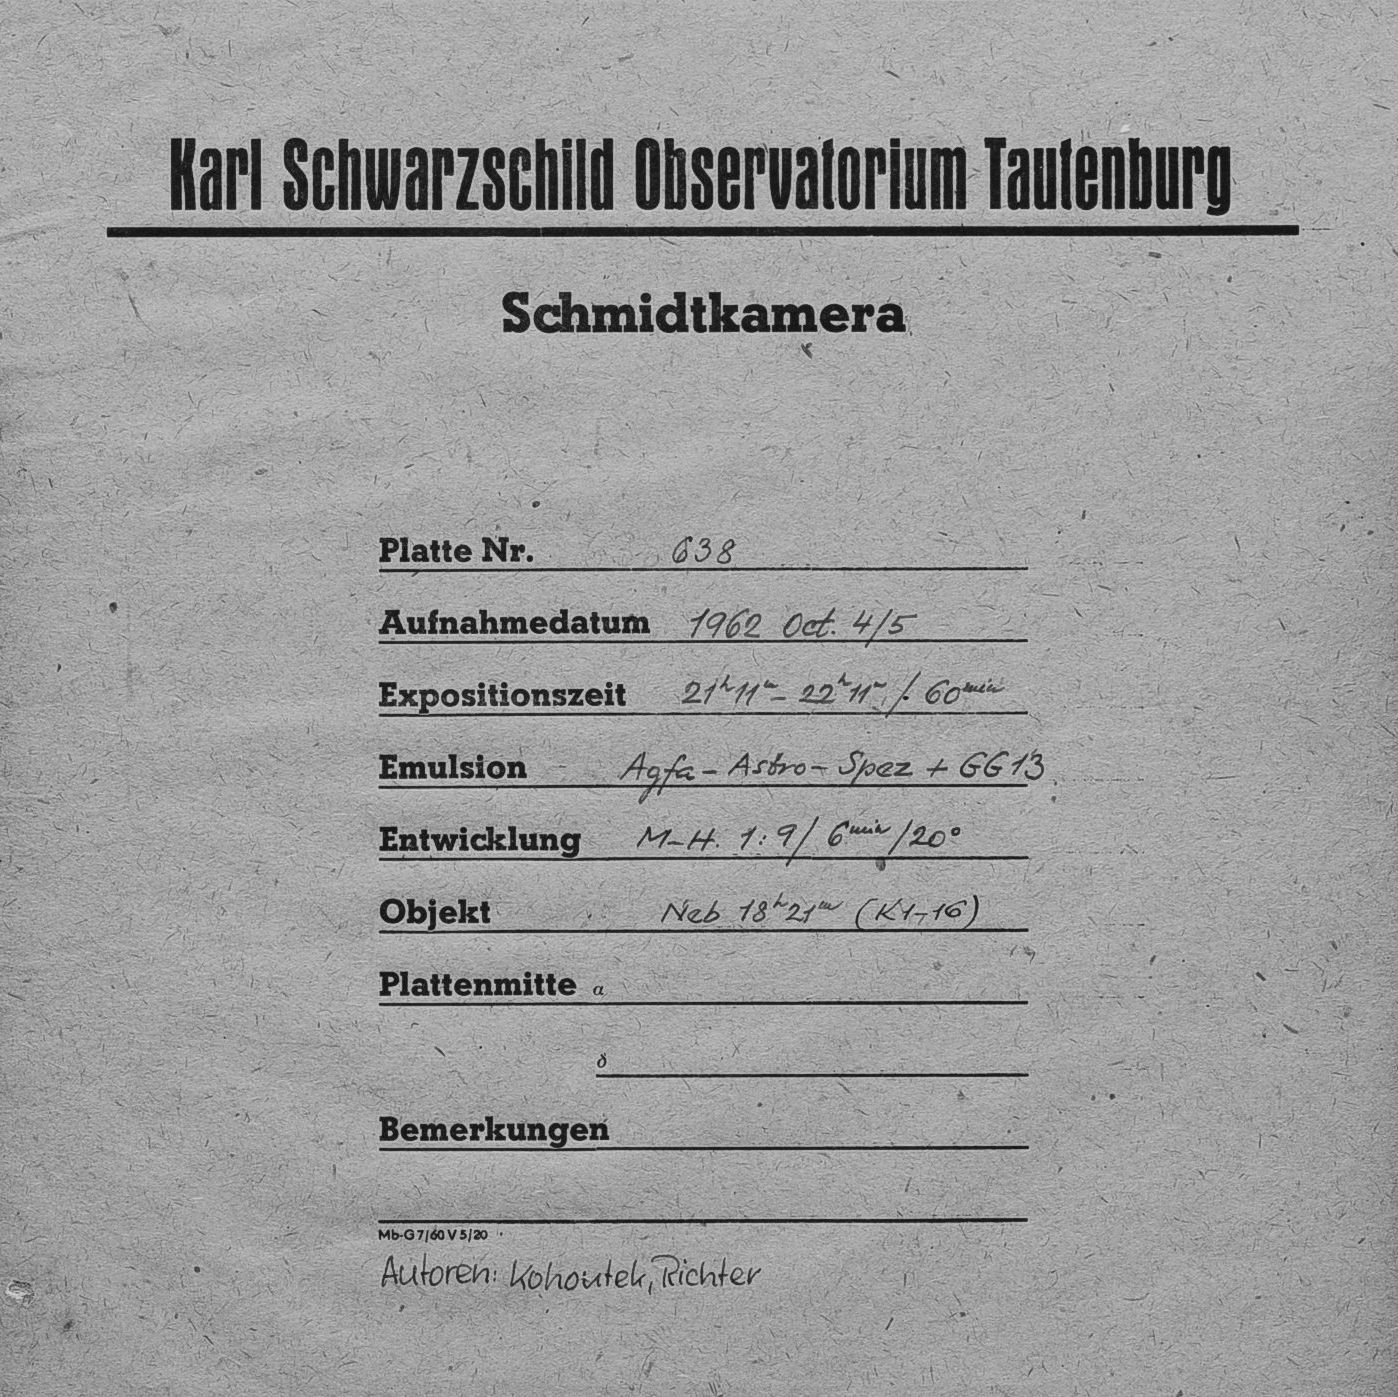 Karl Schwarzschild Observatorium Tautenburg
Schmidtkamera
Platte Nr. 638
Aufnahmedatum 1962 Oct. 4/5
Expositionszeit 21ʰ11ᵐ – 22ʰ11ᵐ /. 60ᵐⁱⁿ
Emulsion Agfa – Astro – Spez + GG13
Entwicklung M–H. 1:9/ 6ᵐⁱⁿ /20°
Objekt Neb 18ʰ21ᵐ (K1–16)
Plattenmitte α
δ
Bemerkungen
Mb-G 7/60 V 5/20
Autoren: Kohoutek, Richter